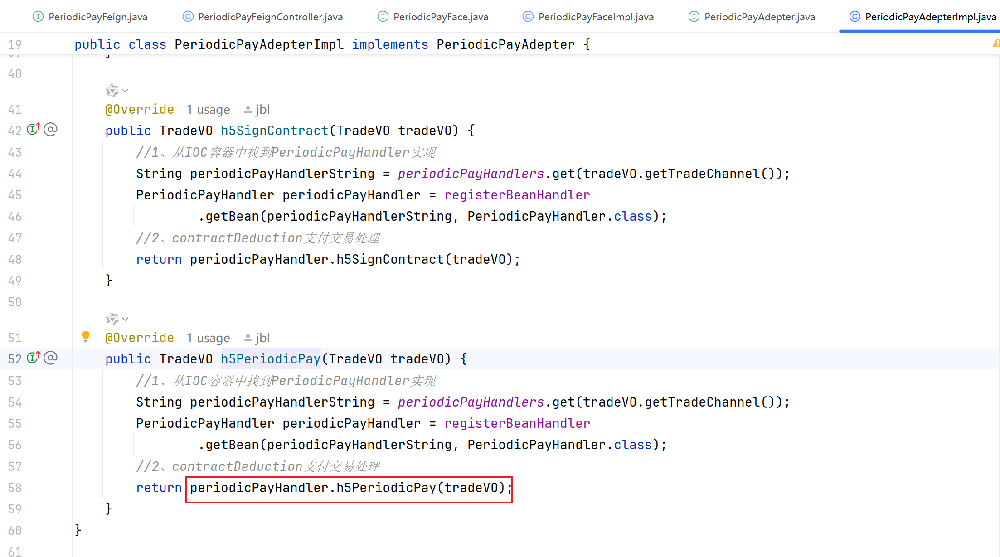 PeriodicPayFeign.java PeriodicPayFeignController.java PeriodicPayFace.java PeriodicPayFaceImpl.java PeriodicPayAdepter.java PeriodicPayAdepterImpl.java
19 public class PeriodicPayAdepterImpl implements PeriodicPayAdepter {
}
40
41 @Override 1 usage jbl
42 public TradeVO h5SignContract(TradeVO tradeVO) {
43 //1、从IOC容器中找到PeriodicPayHandler实现
44 String periodicPayHandlerString = periodicPayHandlers.get(tradeVO.getTradeChannel());
45 PeriodicPayHandler periodicPayHandler = registerBeanHandler
46 .getBean(periodicPayHandlerString, PeriodicPayHandler.class);
47 //2、contractDeduction支付交易处理
48 return periodicPayHandler.h5SignContract(tradeVO);
49 }
50
51 @Override 1 usage jbl
52 public TradeVO h5PeriodicPay(TradeVO tradeVO) {
53 //1、从IOC容器中找到PeriodicPayHandler实现
54 String periodicPayHandlerString = periodicPayHandlers.get(tradeVO.getTradeChannel());
55 PeriodicPayHandler periodicPayHandler = registerBeanHandler
56 .getBean(periodicPayHandlerString, PeriodicPayHandler.class);
57 //2、contractDeduction支付交易处理
58 return periodicPayHandler.h5PeriodicPay(tradeVO);
59 }
60 }
61